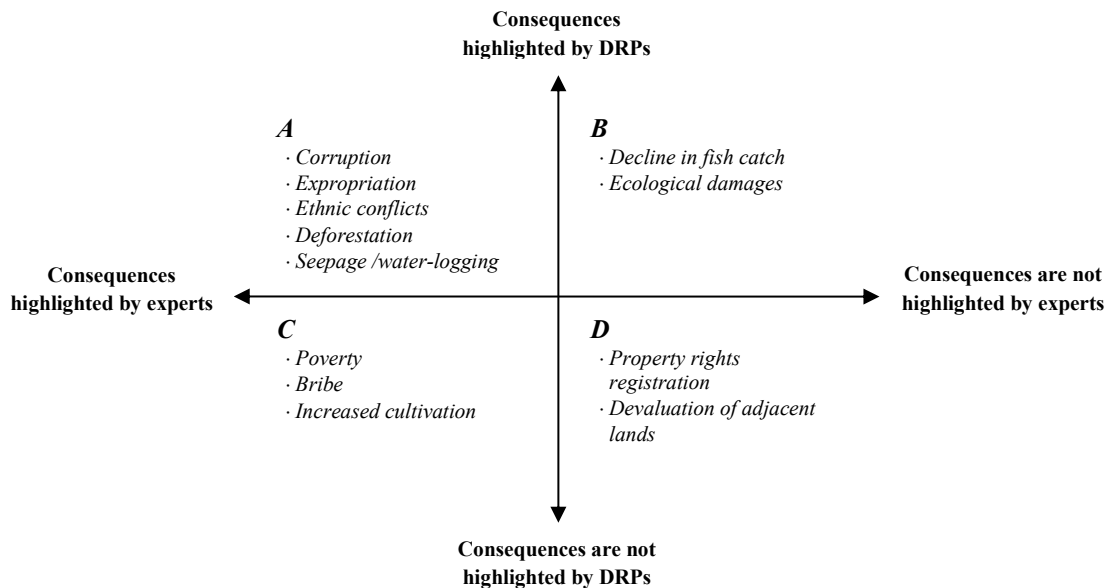 Consequences
highlighted by DRPs
A
· Corruption
· Expropriation
· Ethnic conflicts
· Deforestation
· Seepage /water-logging
B
· Decline in fish catch
· Ecological damages
Consequences
highlighted by experts
Consequences are not
highlighted by experts
C
· Poverty
· Bribe
· Increased cultivation
D
· Property rights
registration
· Devaluation of adjacent
lands
Consequences are not
highlighted by DRPs